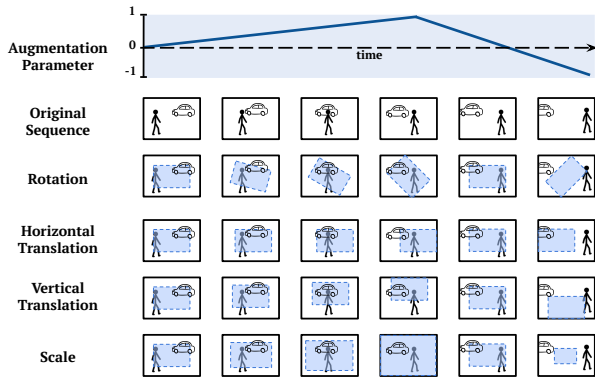 1
Augmentation
Parameter
0
time
-1
Original
Sequence
Rotation
Horizontal
Translation
Vertical
Translation
Scale